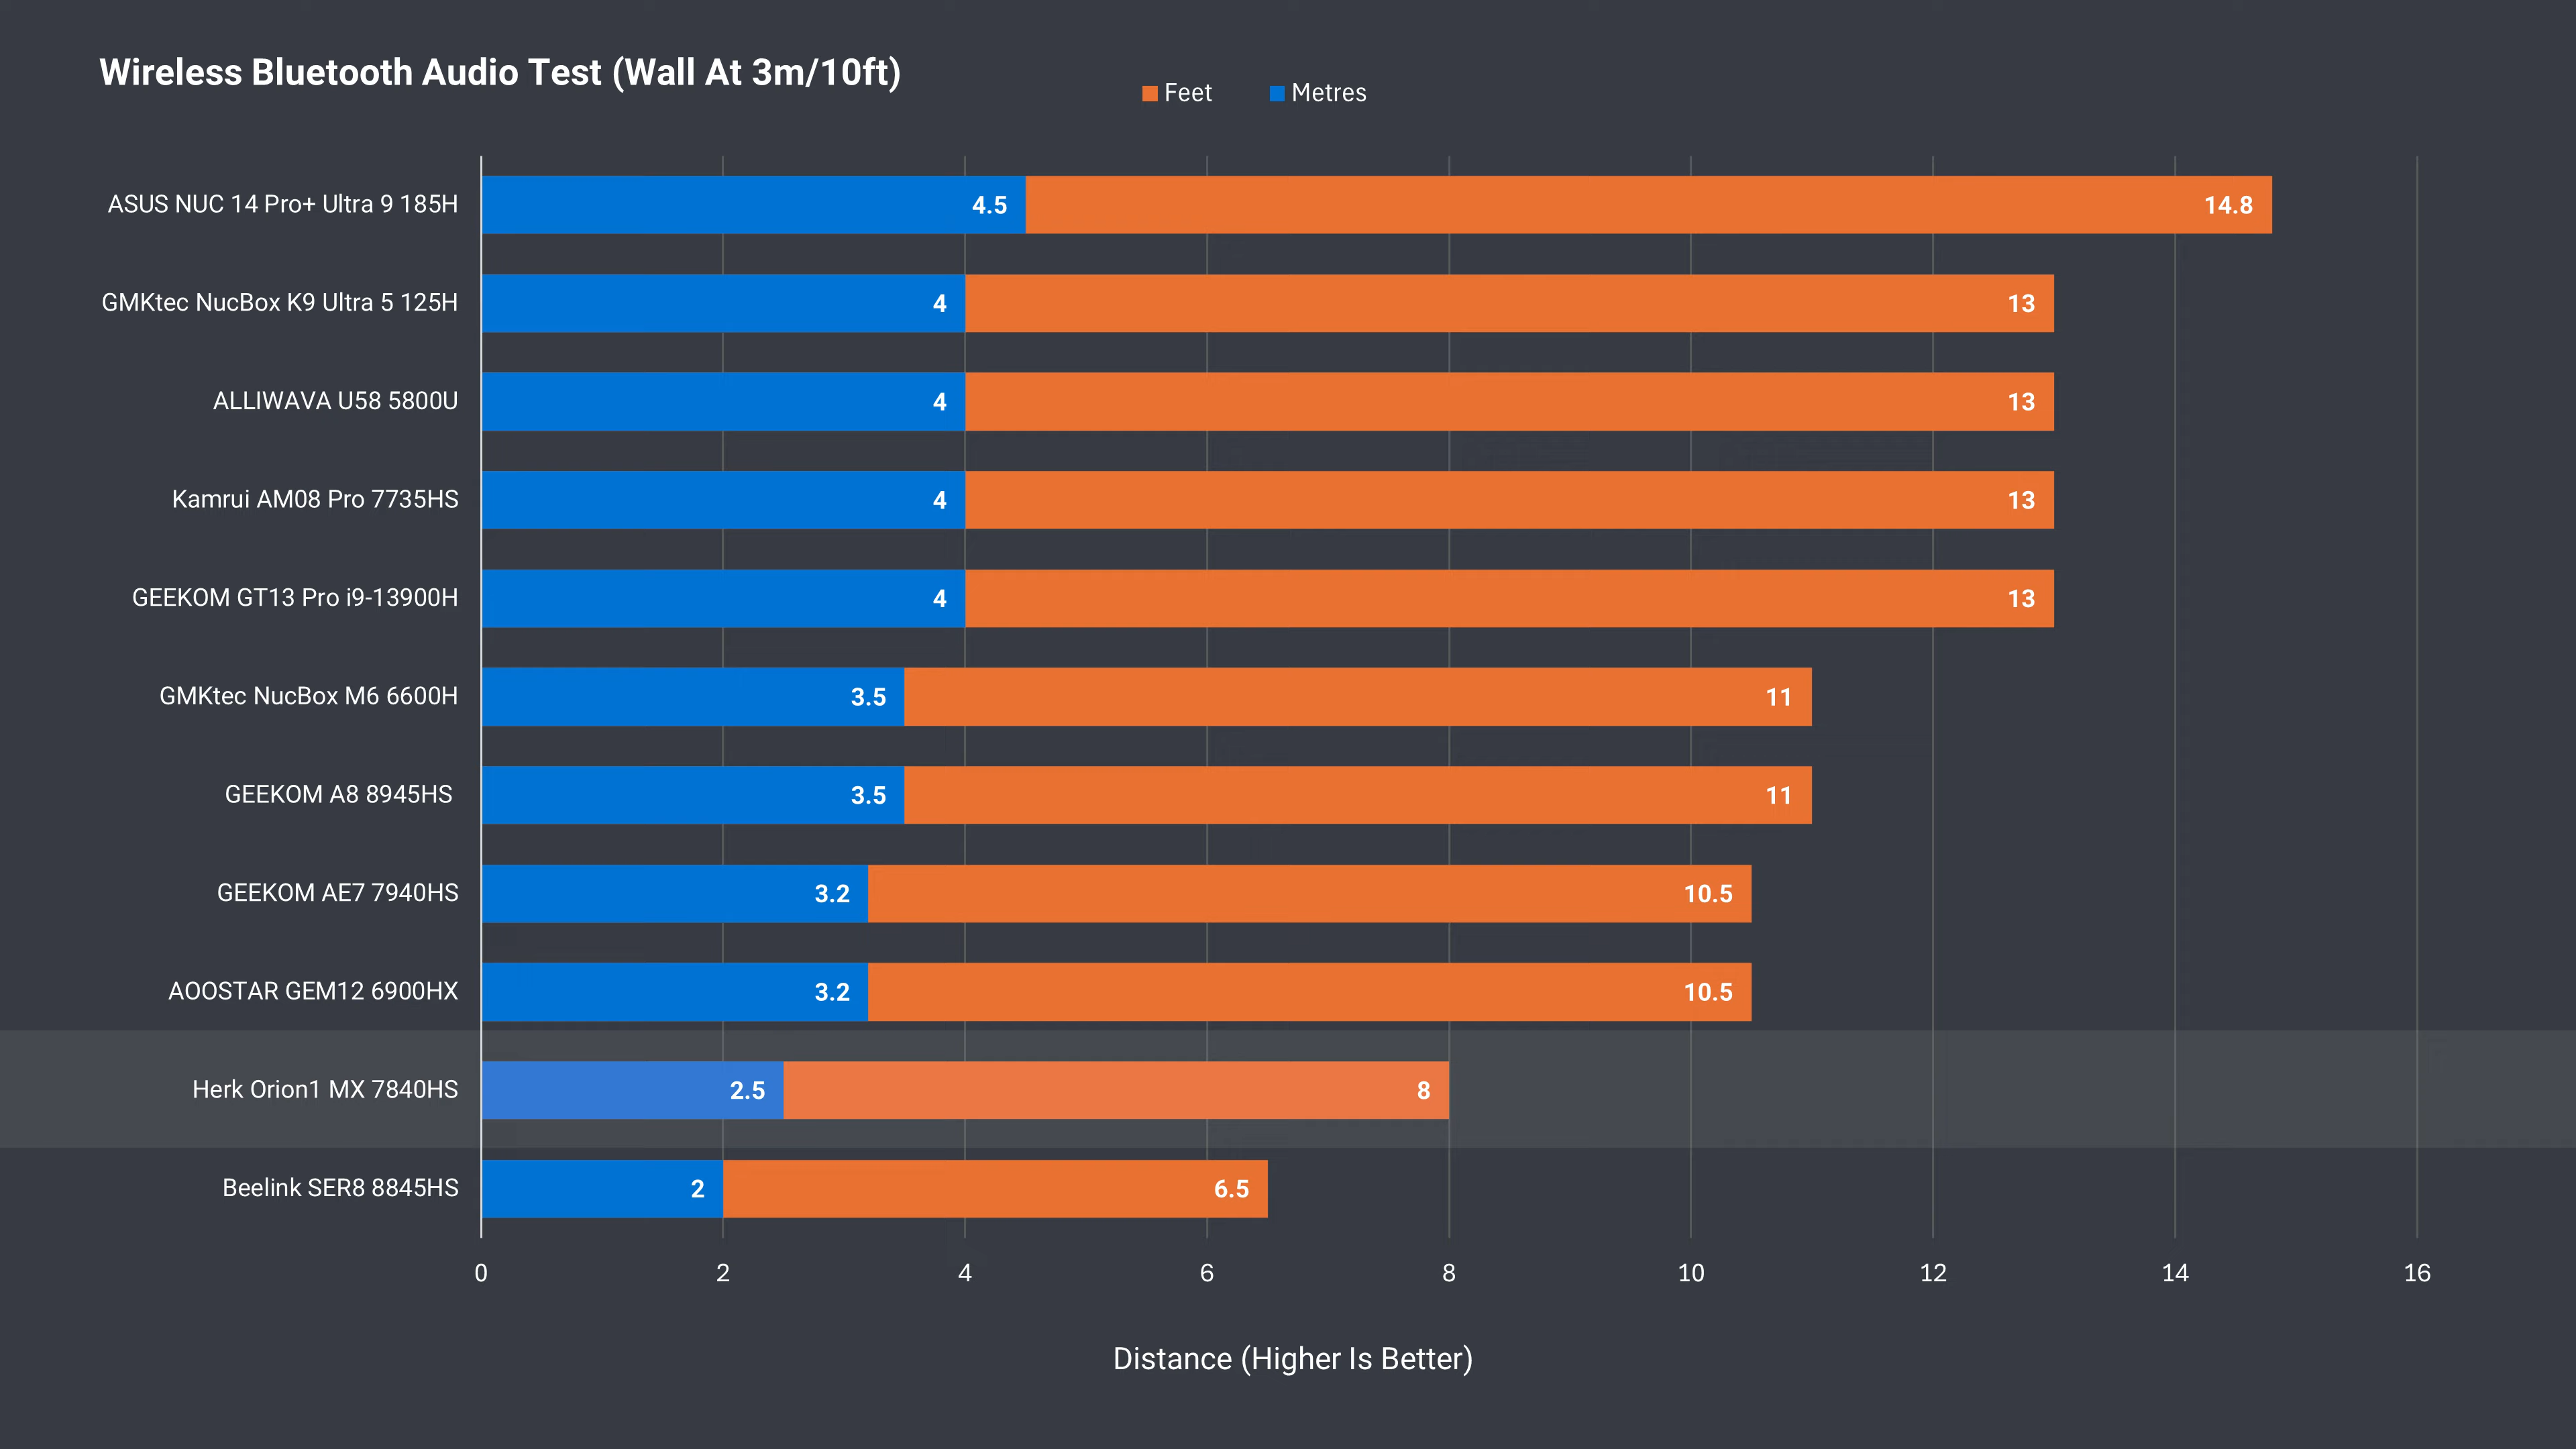 Wireless Bluetooth Audio Test (Wall At 3m/10ft)
Feet Metres
ASUS NUC 14 Pro+ Ultra 9 185H 4.5 14.8
GMKtec NucBox K9 Ultra 5 125H 4 13
ALLIWAVA U58 5800U 4 13
Kamrui AM08 Pro 7735HS 4 13
GEEKOM GT13 Pro i9-13900H 4 13
GMKtec NucBox M6 6600H 3.5 11
GEEKOM A8 8945HS 3.5 11
GEEKOM AE7 7940HS 3.2 10.5
AOOSTAR GEM12 6900HX 3.2 10.5
Herk Orion1 MX 7840HS 2.5 8
Beelink SER8 8845HS 2 6.5
0 2 4 6 8 10 12 14 16
Distance (Higher Is Better)